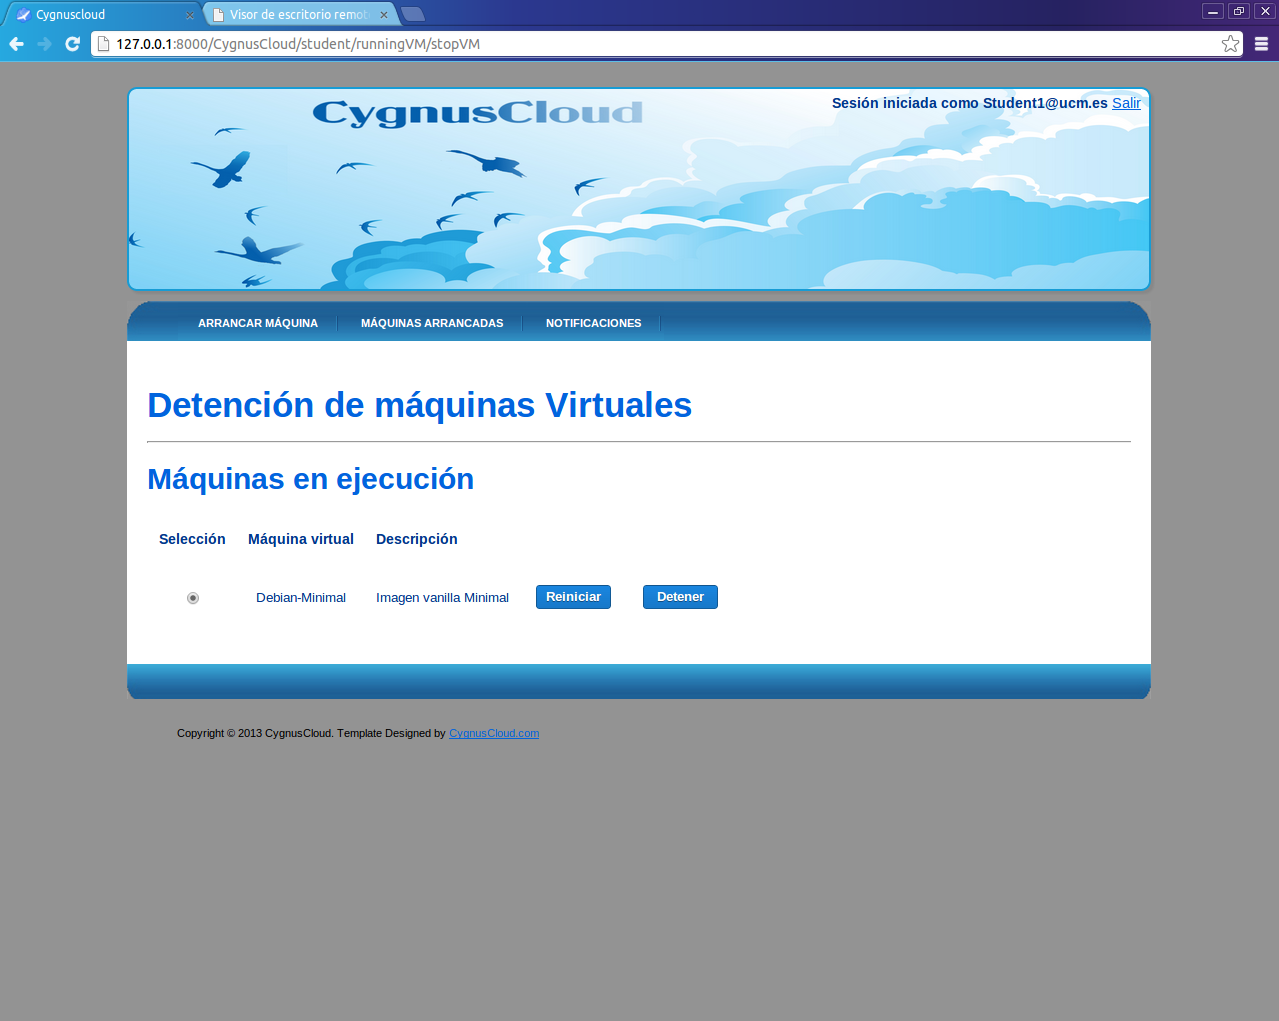 Cygnuscloud
Visor de escritorio remot
127.0.0.1:8000/CygnusCloud/student/runningVM/stopVM
CygnusCloud
Sesión iniciada como Student1@ucm.es Salir
ARRANCAR MÁQUINA MÁQUINAS ARRANCADAS NOTIFICACIONES
Detención de máquinas Virtuales
Máquinas en ejecución
Selección Máquina virtual Descripción
Debian-Minimal Imagen vanilla Minimal Reiniciar Detener
Copyright © 2013 CygnusCloud. Template Designed by CygnusCloud.com